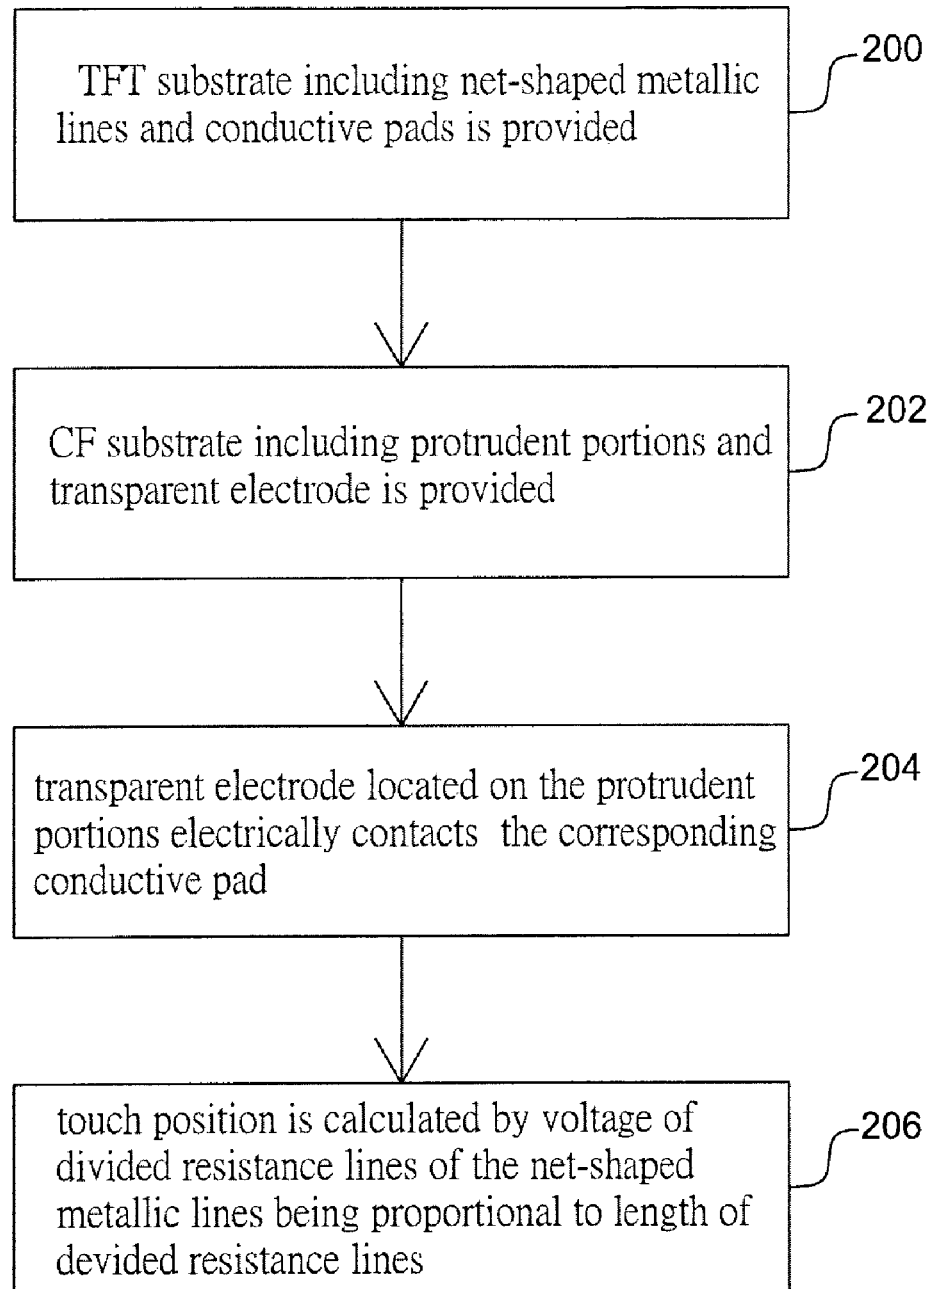 TFT substrate including net-shaped metallic
lines and conductive pads is provided
200
CF substrate including protrudent portions and
transparent electrode is provided
202
transparent electrode located on the protrudent
portions electrically contacts the corresponding
conductive pad
204
touch position is calculated by voltage of
divided resistance lines of the net-shaped
metallic lines being proportional to length of
devided resistance lines
206